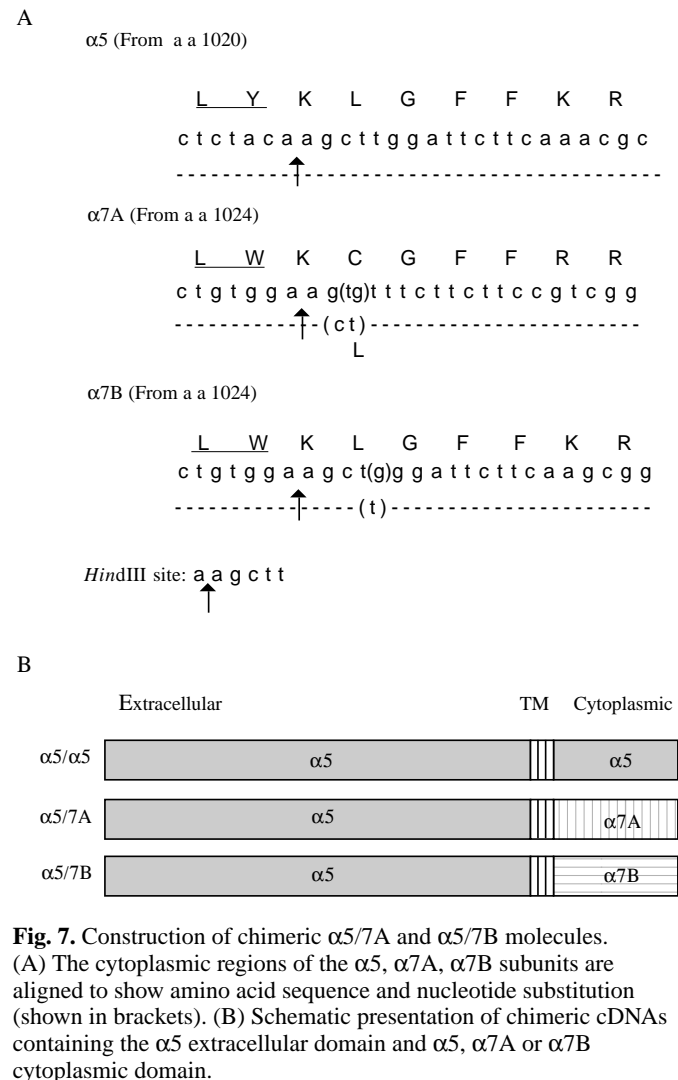 A
α5 (From a a 1020)
L Y K L G F F K R
c t c t a c a a g c t t g g a t t c t t c a a a c g c
------------------------------------------
α7A (From a a 1024)
L W K C G F F R R
c t g t g g a a g(tg)t t t c t t c t t c c g t c g g
-------------(c t)------------------------
L
α7B (From a a 1024)
L W K L G F F K R
c t g t g g a a g c t(g)g g a t t c t t c a a g c g g
----------------(t)-----------------------
HindIII site: a a g c t t
B
Extracellular TM Cytoplasmic
α5/α5 α5 α5
α5/7A α5 α7A
α5/7B α5 α7B
Fig. 7. Construction of chimeric α5/7A and α5/7B molecules.
(A) The cytoplasmic regions of the α5, α7A, α7B subunits are
aligned to show amino acid sequence and nucleotide substitution
(shown in brackets). (B) Schematic presentation of chimeric cDNAs
containing the α5 extracellular domain and α5, α7A or α7B
cytoplasmic domain.